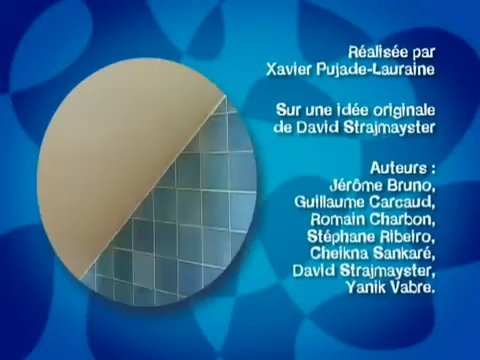 Réalisée par
Xavier Pujade-Lauraine
Sur une idée originale
de David Strajmayster
Auteurs :
Jérôme Bruno,
Guillaume Carcaud,
Romain Charbon,
Stéphane Ribeiro,
Cheikna Sankaré,
David Strajmayster,
Yanik Vabre.